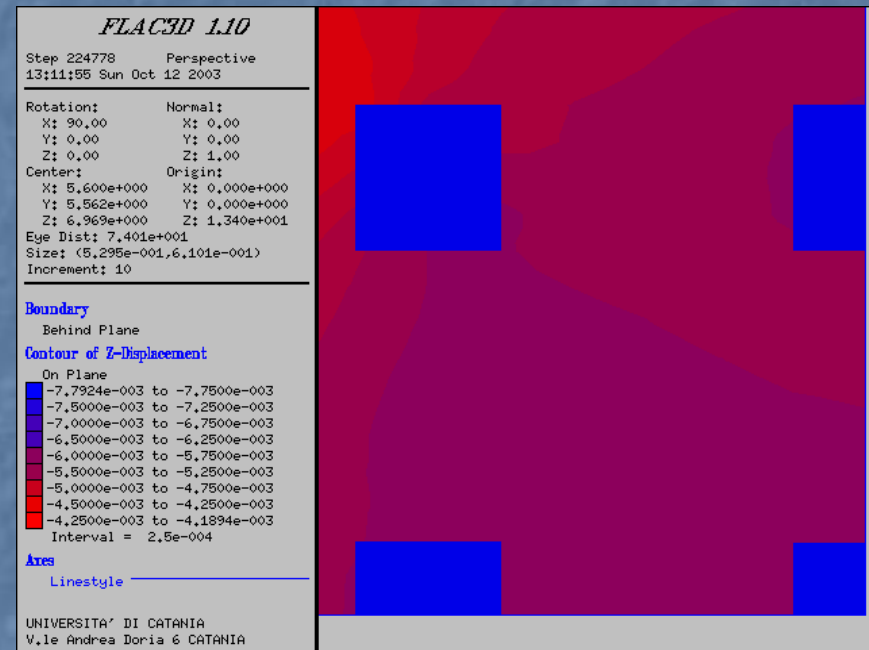 FLAC3D 1.10
Step 224778 Perspective
13:11:55 Sun Oct 12 2003
Rotation: Normal:
X: 90.00 X: 0.00
Y: 0.00 Y: 0.00
Z: 0.00 Z: 1.00
Center: Origin:
X: 5.600e+000 X: 0.000e+000
Y: 5.562e+000 Y: 0.000e+000
Z: 6.969e+000 Z: 1.340e+001
Eye Dist: 7.401e+001
Size: (5.295e-001,6.101e-001)
Increment: 10
Boundary
Behind Plane
Contour of Z-Displacement
On Plane
-7.7924e-003 to -7.7500e-003
-7.5000e-003 to -7.2500e-003
-7.0000e-003 to -6.7500e-003
-6.5000e-003 to -6.2500e-003
-6.0000e-003 to -5.7500e-003
-5.5000e-003 to -5.2500e-003
-5.0000e-003 to -4.7500e-003
-4.5000e-003 to -4.2500e-003
-4.2500e-003 to -4.1894e-003
Interval = 2.5e-004
Axes
Linestyle
UNIVERSITA' DI CATANIA
V.le Andrea Doria 6 CATANIA